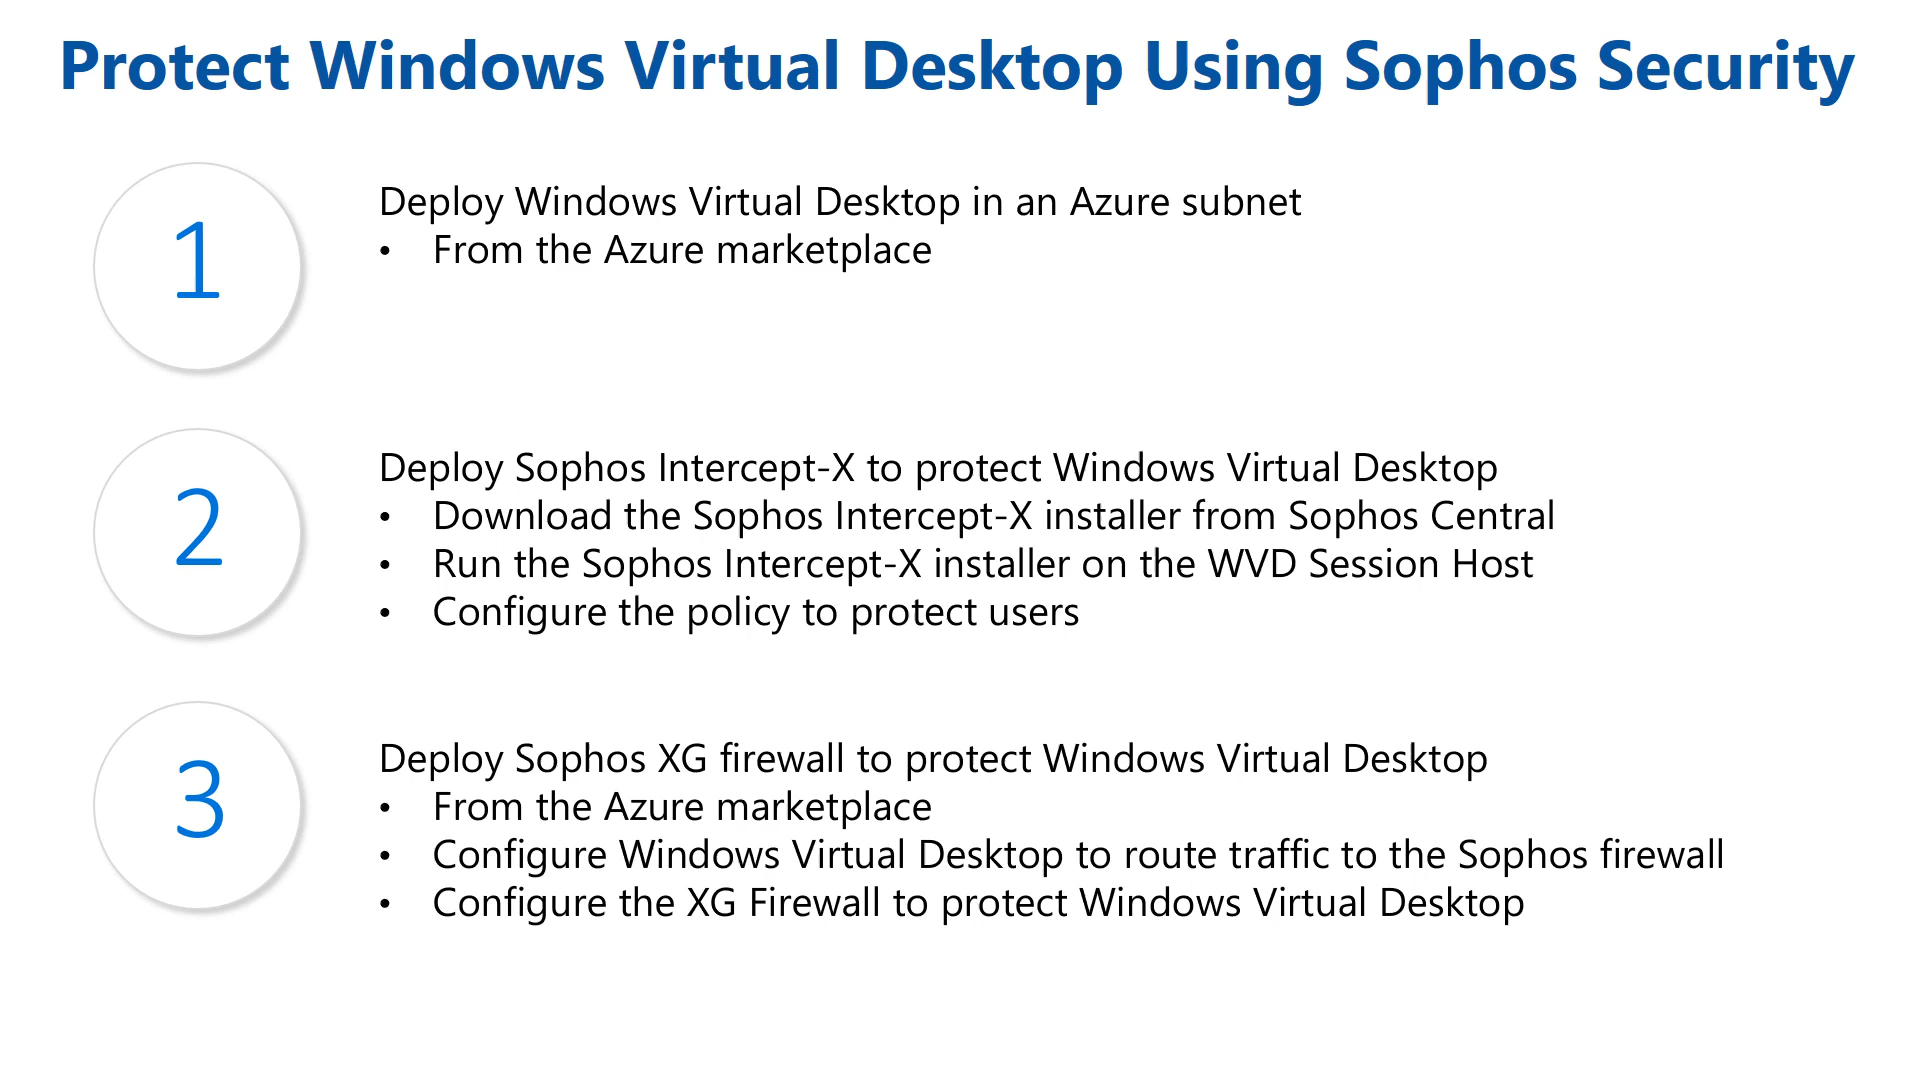 Protect Windows Virtual Desktop Using Sophos Security
1
Deploy Windows Virtual Desktop in an Azure subnet
• From the Azure marketplace
2
Deploy Sophos Intercept-X to protect Windows Virtual Desktop
• Download the Sophos Intercept-X installer from Sophos Central
• Run the Sophos Intercept-X installer on the WVD Session Host
• Configure the policy to protect users
3
Deploy Sophos XG firewall to protect Windows Virtual Desktop
• From the Azure marketplace
• Configure Windows Virtual Desktop to route traffic to the Sophos firewall
• Configure the XG Firewall to protect Windows Virtual Desktop